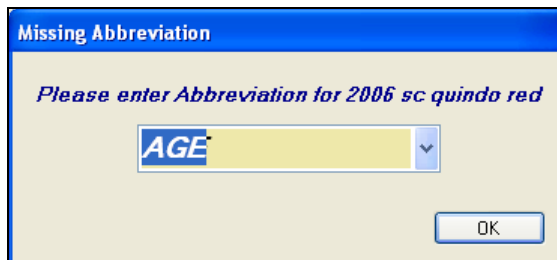 Missing Abbreviation
Please enter Abbreviation for 2006 sc quindo red
AGE
OK